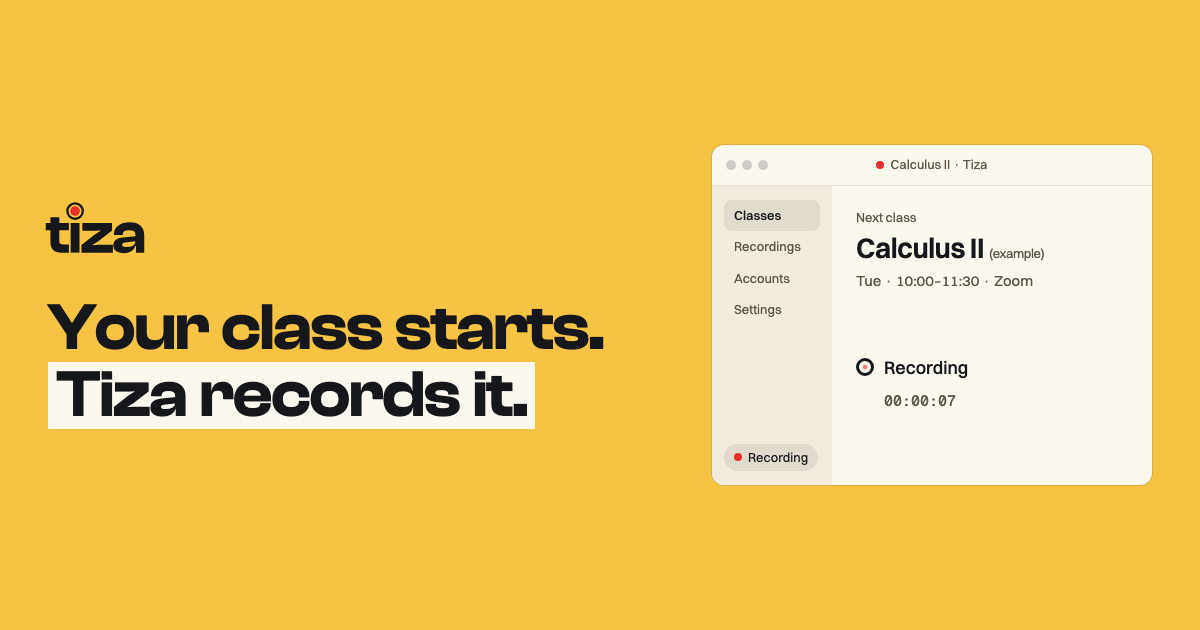 tiza
Your class starts.
Tiza records it.
Calculus II · Tiza
Classes
Recordings
Accounts
Settings
Recording
Next class
Calculus II (example)
Tue · 10:00–11:30 · Zoom
Recording
00:00:07